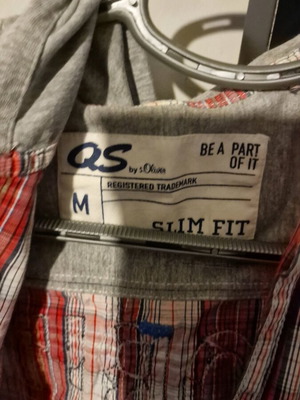 QS by s.Oliver
BE A PART
OF IT
REGISTERED TRADEMARK
M
SLIM FIT